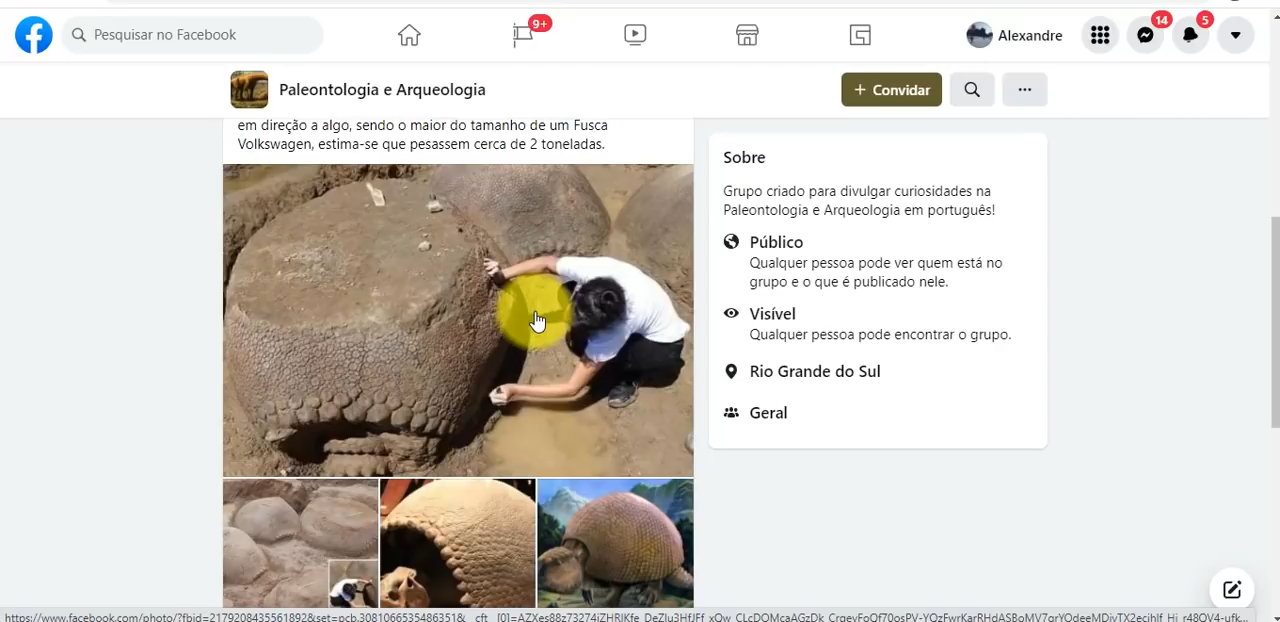 Pesquisar no Facebook
9+
Alexandre
14
5
Paleontologia e Arqueologia
+ Convidar
em direção a algo, sendo o maior do tamanho de um Fusca
Volkswagen, estima-se que pesassem cerca de 2 toneladas.
Sobre
Grupo criado para divulgar curiosidades na
Paleontologia e Arqueologia em português!
Público
Qualquer pessoa pode ver quem está no
grupo e o que é publicado nele.
Visível
Qualquer pessoa pode encontrar o grupo.
Rio Grande do Sul
Geral